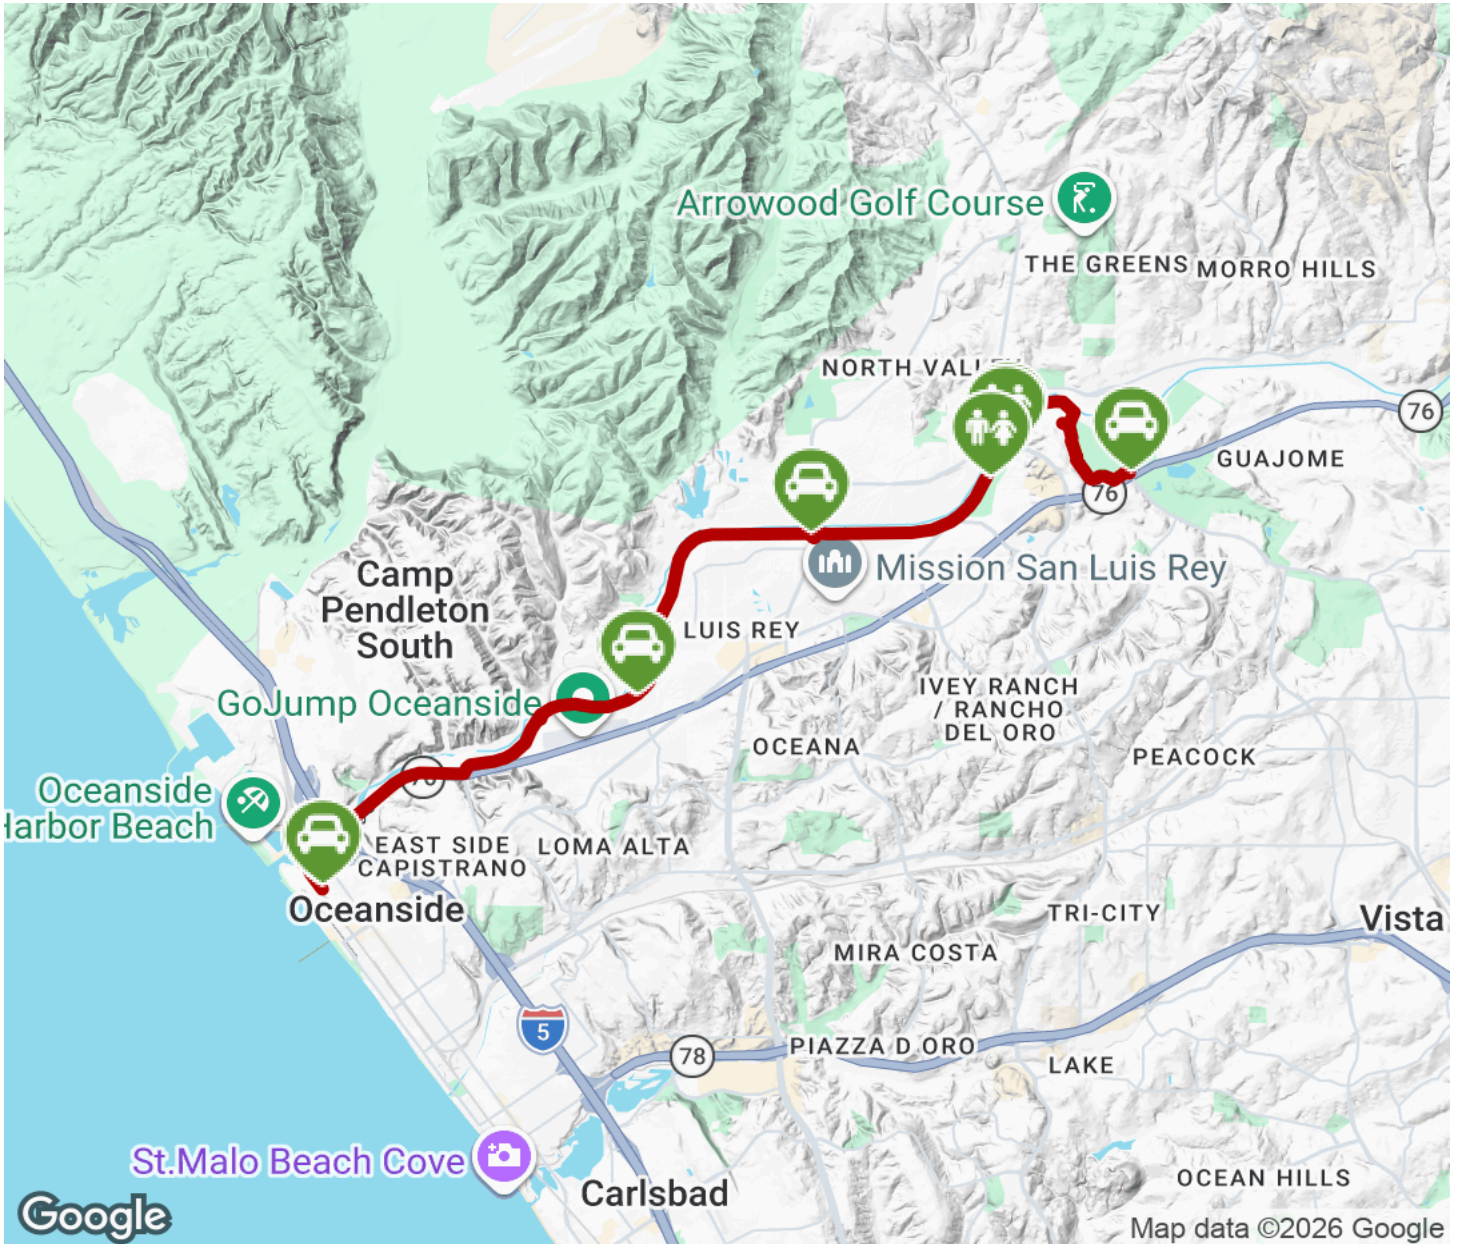 Arrowood Golf Course
THE GREENS
MORRO HILLS
NORTH VALLEY
76
GUAJOME
76
Mission San Luis Rey
Camp
Pendleton
South
LUIS REY
GoJump Oceanside
IVEY RANCH
/ RANCHO
DEL ORO
OCEANA
PEACOCK
Oceanside
Harbor Beach
EAST SIDE
CAPISTRANO
LOMA ALTA
Oceanside
TRI-CITY
Vista
MIRA COSTA
5
78
PIAZZA D ORO
LAKE
St.Malo Beach Cove
Carlsbad
OCEAN HILLS
Google
Map data ©2026 Google